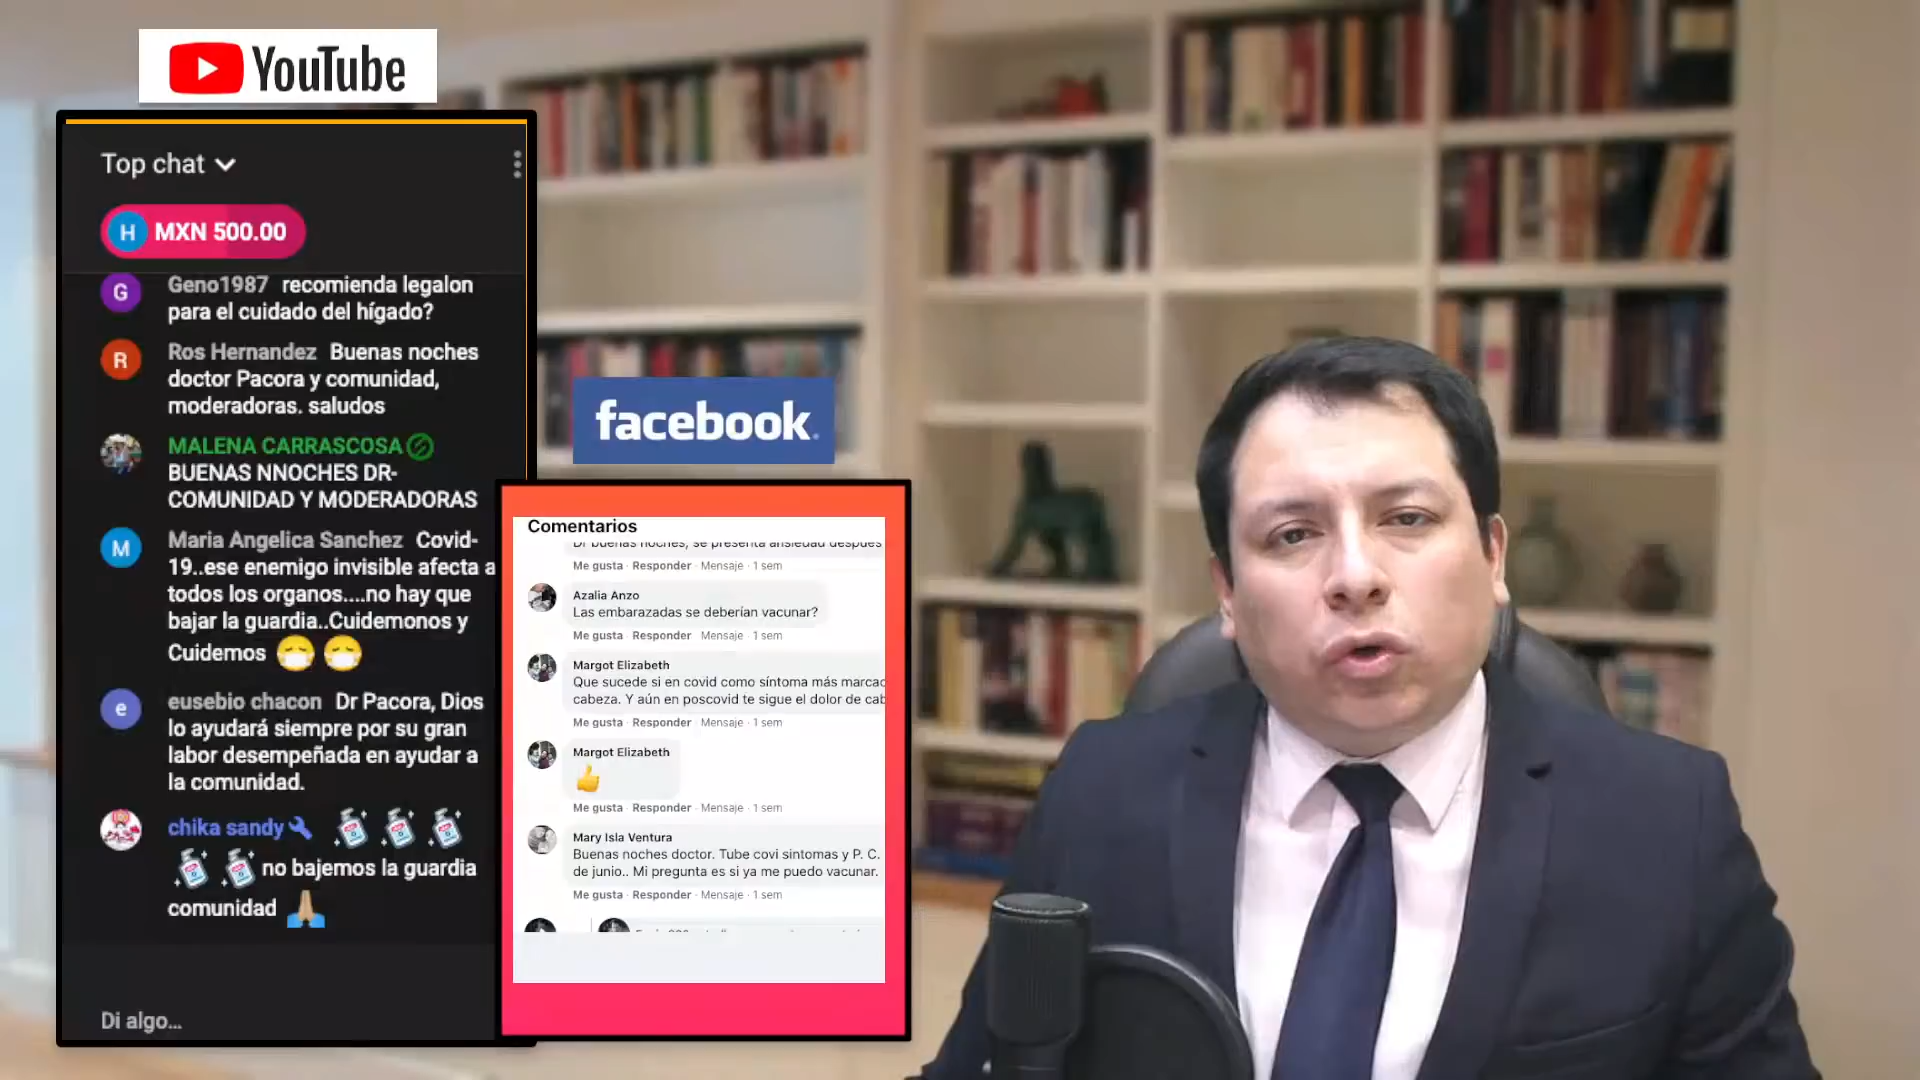 YouTube
Top chat
H MXN 500.00
G Geno1987 recomienda legalon
para el cuidado del hígado?
R Ros Hernandez Buenas noches
doctor Pacora y comunidad,
moderadoras. saludos
MALENA CARRASCOSA
BUENAS NNOCHES DR-
COMUNIDAD Y MODERADORAS
M Maria Angelica Sanchez Covid-
19..ese enemigo invisible afecta a
todos los organos....no hay que
bajar la guardia..Cuidemonos y
Cuidemos 😷 😷
e eusebio chacon Dr Pacora, Dios
lo ayudará siempre por su gran
labor desempeñada en ayudar a
la comunidad.
chika sandy
no bajemos la guardia
comunidad
Di algo...
facebook
Comentarios
Dr buenas noches, se presenta ansiedad despues
Me gusta · Responder · Mensaje · 1 sem
Azalia Anzo
Las embarazadas se deberían vacunar?
Me gusta · Responder · Mensaje · 1 sem
Margot Elizabeth
Que sucede si en covid como síntoma más marcad
cabeza. Y aún en poscovid te sigue el dolor de cab
Me gusta · Responder · Mensaje · 1 sem
Margot Elizabeth
👍
Me gusta · Responder · Mensaje · 1 sem
Mary Isla Ventura
Buenas noches doctor. Tube covi sintomas y P. C.
de junio.. Mi pregunta es si ya me puedo vacunar.
Me gusta · Responder · Mensaje · 1 sem